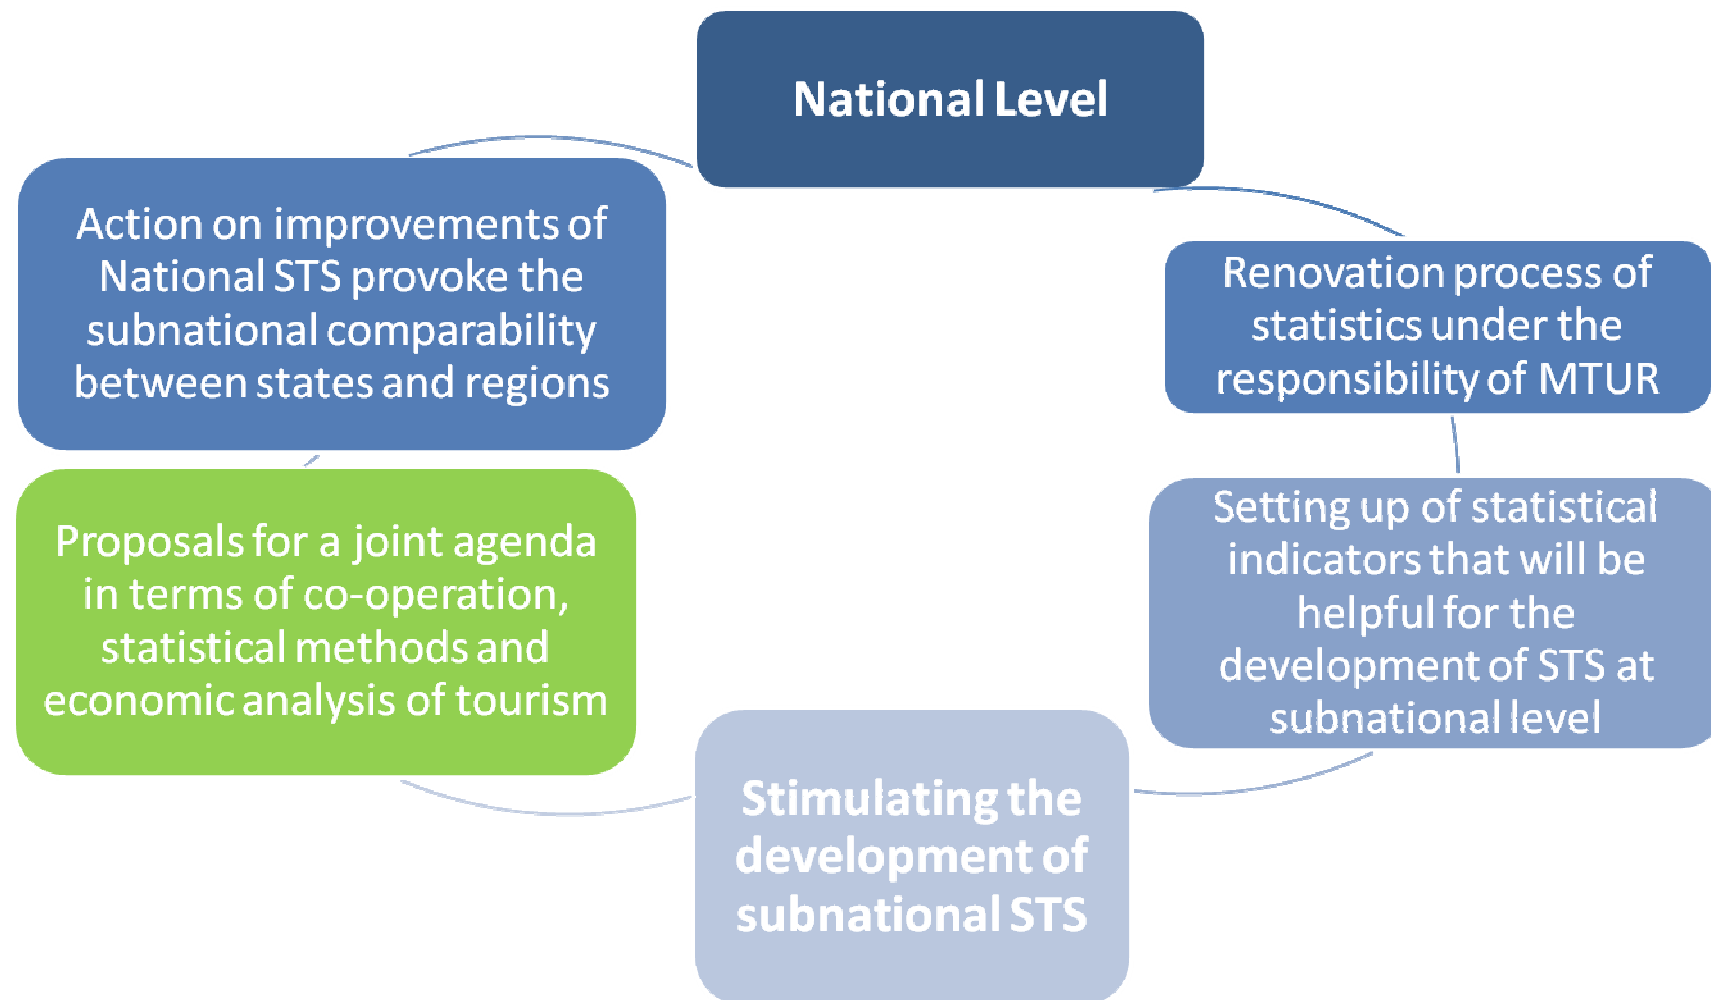 National Level
Action on improvements of
National STS provoke the
subnational comparability
between states and regions
Renovation process of
statistics under the
responsibility of MTUR
Proposals for a joint agenda
in terms of co-operation,
statistical methods and
economic analysis of tourism
Setting up of statistical
indicators that will be
helpful for the
development of STS at
subnational level
Stimulating the
development of
subnational STS